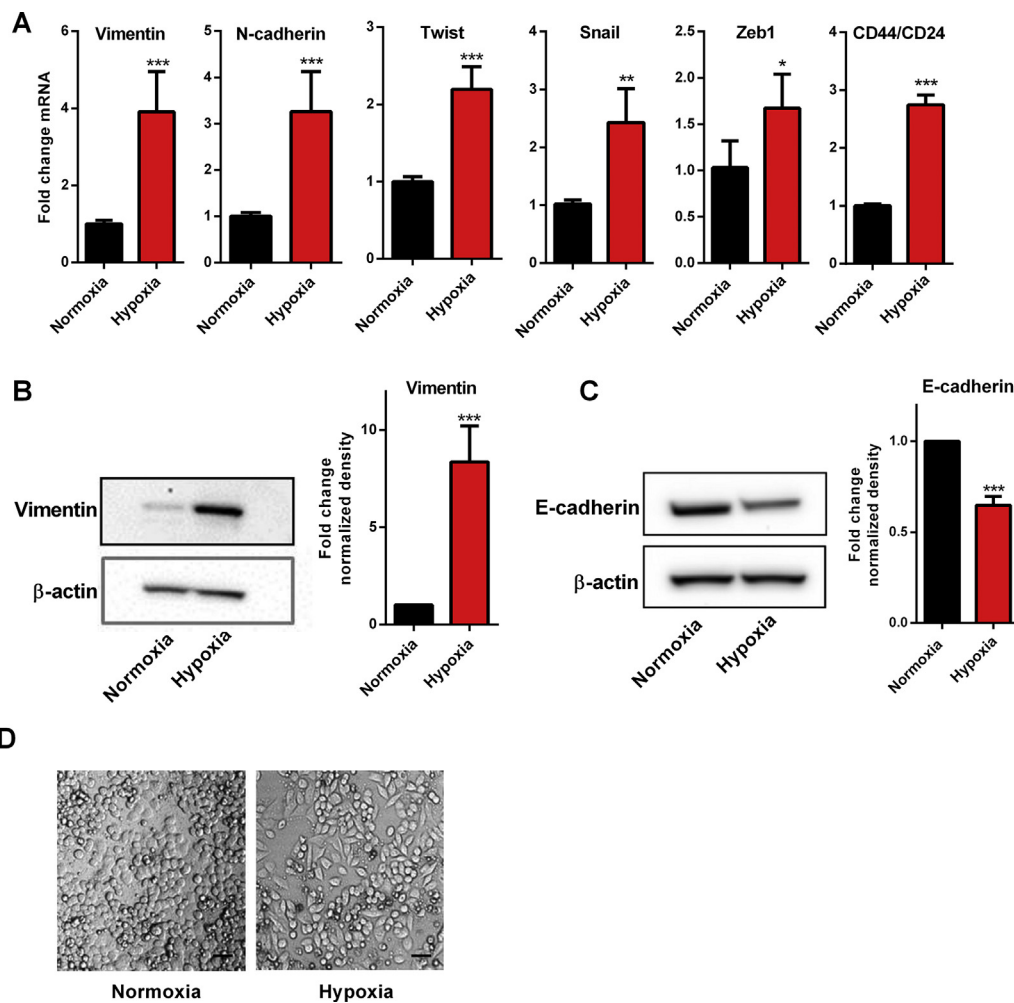 A
Vimentin
N-cadherin
Twist
Snail
Zeb1
CD44/CD24
Fold change mRNA
***
***
***
**
*
***
6
4
2
0
5
4
3
2
1
0
3
2
1
0
4
3
2
1
0
2.5
2.0
1.5
1.0
0.5
0.0
4
3
2
1
0
Normoxia
Hypoxia
Normoxia
Hypoxia
Normoxia
Hypoxia
Normoxia
Hypoxia
Normoxia
Hypoxia
Normoxia
Hypoxia
B
Vimentin
β-actin
Normoxia
Hypoxia
Vimentin
Fold change
normalized density
***
10
5
0
Normoxia
Hypoxia
C
E-cadherin
β-actin
Normoxia
Hypoxia
E-cadherin
Fold change
normalized density
***
1.0
0.5
0.0
Normoxia
Hypoxia
D
Normoxia
Hypoxia